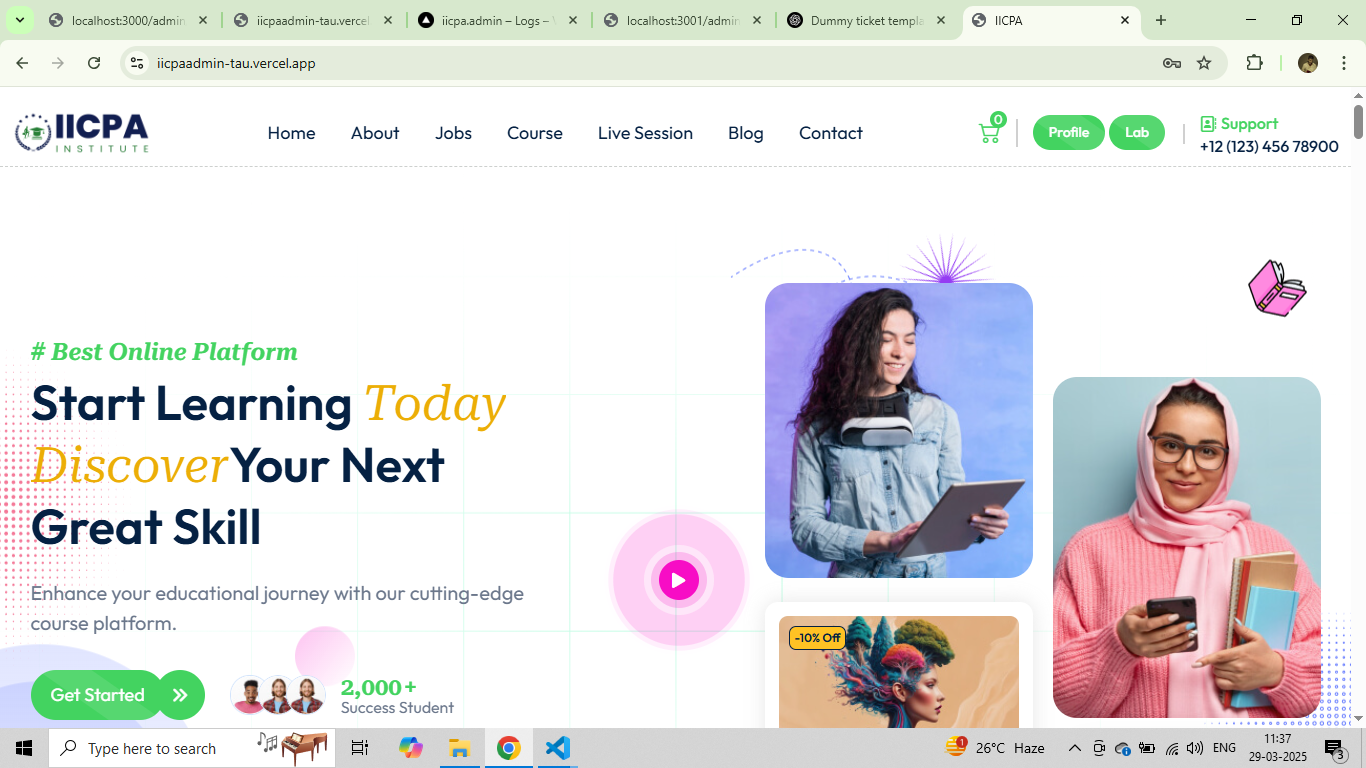 localhost:3000/admin
iicpaadmin-tau.vercel
iicpa.admin – Logs –
localhost:3001/admin
Dummy ticket templa
IICPA
iicpaadmin-tau.vercel.app
IICPA
INSTITUTE
Home
About
Jobs
Course
Live Session
Blog
Contact
0
Profile
Lab
Support
+12 (123) 456 78900
# Best Online Platform
Start Learning Today
DiscoverYour Next
Great Skill
Enhance your educational journey with our cutting-edge
course platform.
Get Started
2,000+
Success Student
-10% Off
Type here to search
1
26°C Haze
ENG
11:37
29-03-2025
3